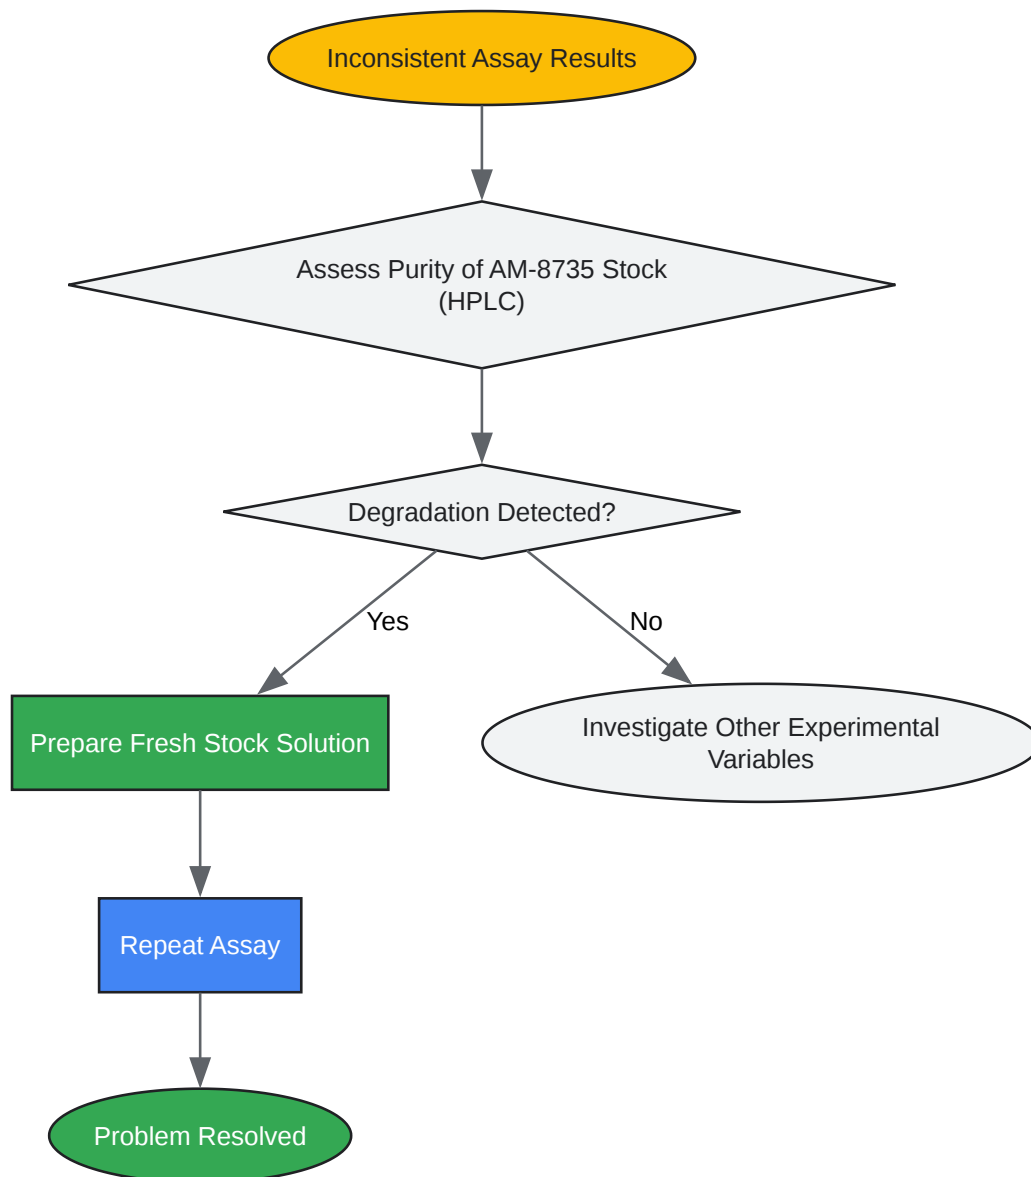 Inconsistent Assay Results
Assess Purity of AM-8735 Stock
(HPLC)
Degradation Detected?
Yes
No
Prepare Fresh Stock Solution
Investigate Other Experimental
Variables
Repeat Assay
Problem Resolved